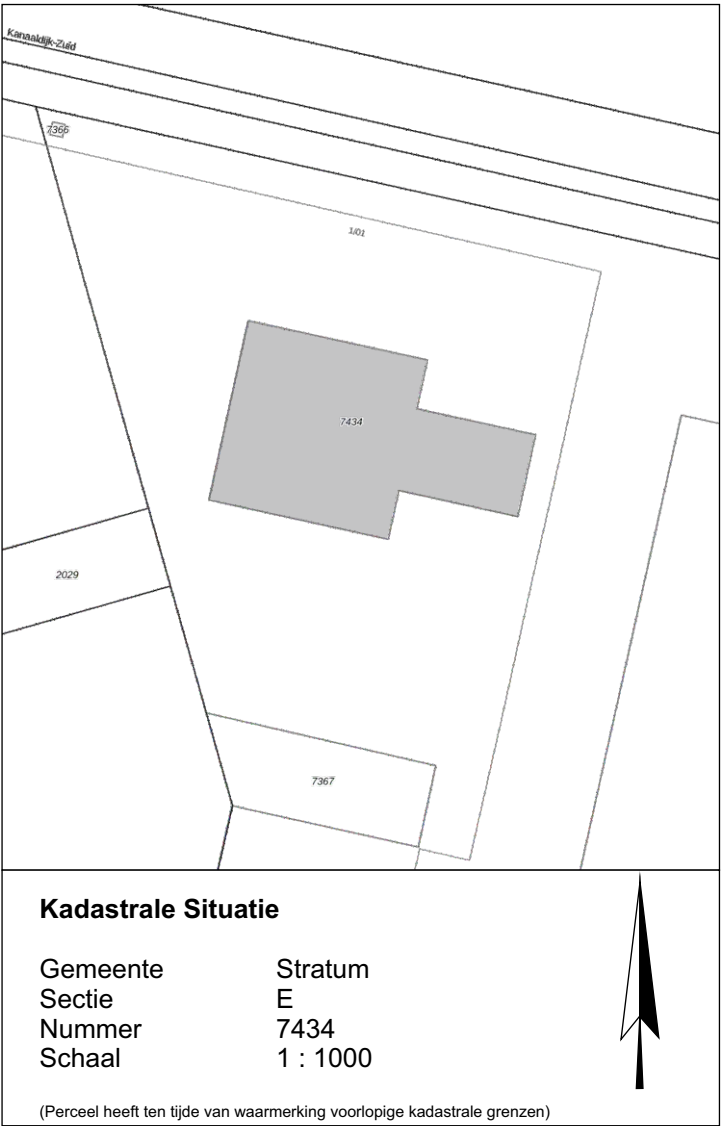 Kanaaldijk-Zuid
7366
1/01
7434
2029
7367
Kadastrale Situatie
Gemeente Stratum
Sectie E
Nummer 7434
Schaal 1 : 1000
(Perceel heeft ten tijde van waarmerking voorlopige kadastrale grenzen)